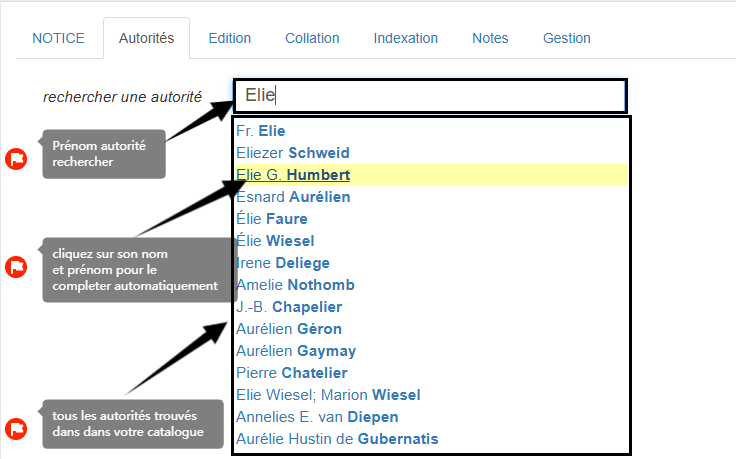 NOTICE Autorités Edition Collation Indexation Notes Gestion
rechercher une autorité Elie
Prénom autorité
rechercher
Fr. Elie
Eliezer Schweid
Elie G. Humbert
Esnard Aurélien
Élie Faure
Élie Wiesel
Irene Deliege
Amelie Nothomb
J.-B. Chapelier
Aurélien Géron
Aurélien Gaymay
Pierre Chatelier
Elie Wiesel; Marion Wiesel
Annelies E. van Diepen
Aurélie Hustin de Gubernatis
cliquez sur son nom
et prénom pour le
completer automatiquement
tous les autorités trouvés
dans dans votre catalogue